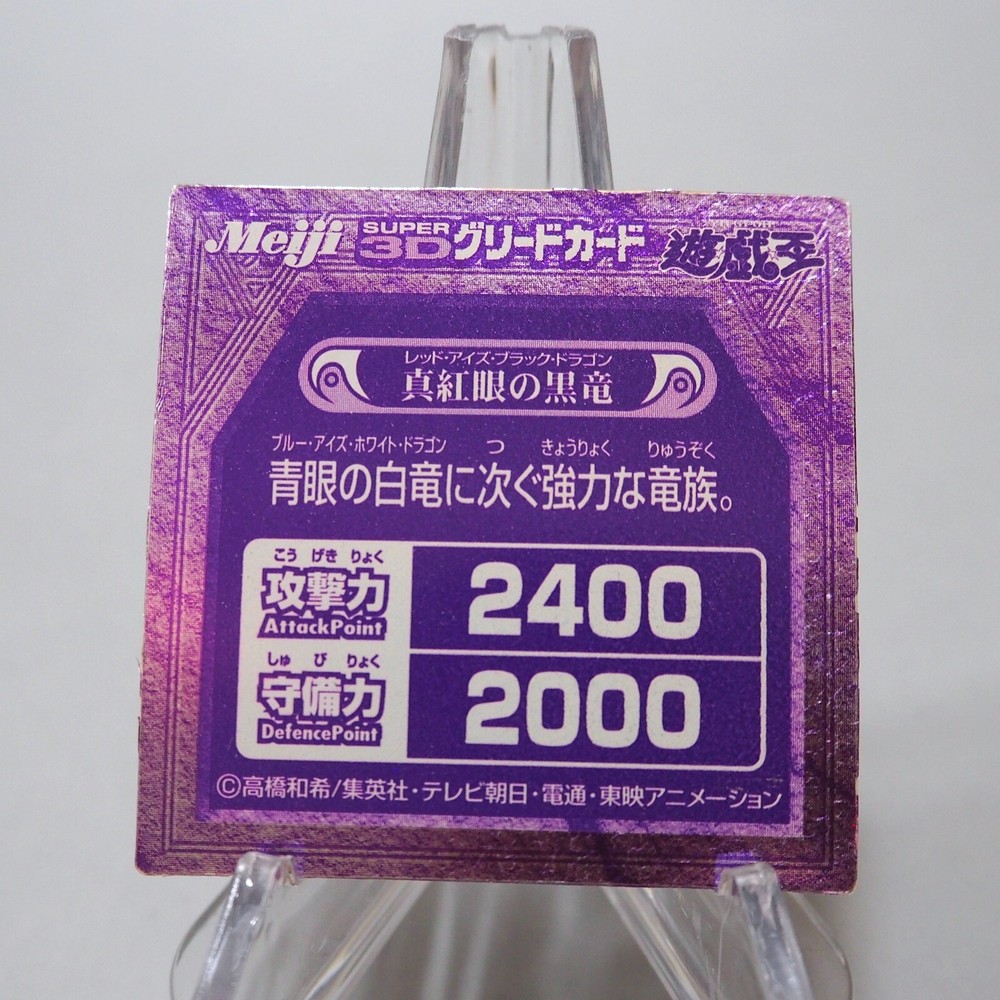 Meiji SUPER 3D グリードカード 遊戯王
レッド・アイズ・ブラック・ドラゴン
真紅眼の黒竜
ブルー・アイズ・ホワイト・ドラゴン つ きょうりょく りゅうぞく
青眼の白竜に次ぐ強力な竜族。
こう げき りょく
攻撃力 2400
AttackPoint
しゅ び りょく
守備力 2000
DefencePoint
©高橋和希/集英社・テレビ朝日・電通・東映アニメーション